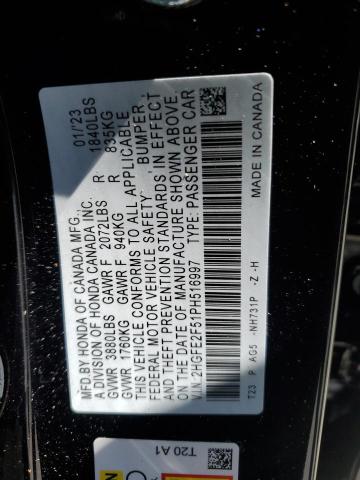 MFD.BY HONDA OF CANADA MFG., 01/'23
A DIVISION OF HONDA CANADA INC.
GVWR 3880LBS GAWR F 2072LBS R 1840LBS
GVWR 1760KG GAWR F 940KG R 835KG
THIS VEHICLE CONFORMS TO ALL APPLICABLE
FEDERAL MOTOR VEHICLE SAFETY, BUMPER,
AND THEFT PREVENTION STANDARDS IN EFFECT
ON THE DATE OF MANUFACTURE SHOWN ABOVE.
V.I.N. 2HGFE2F51PH516997 TYPE: PASSENGER CAR
T23 P AG5 -NH731P -Z -H MADE IN CANADA
T20 A1